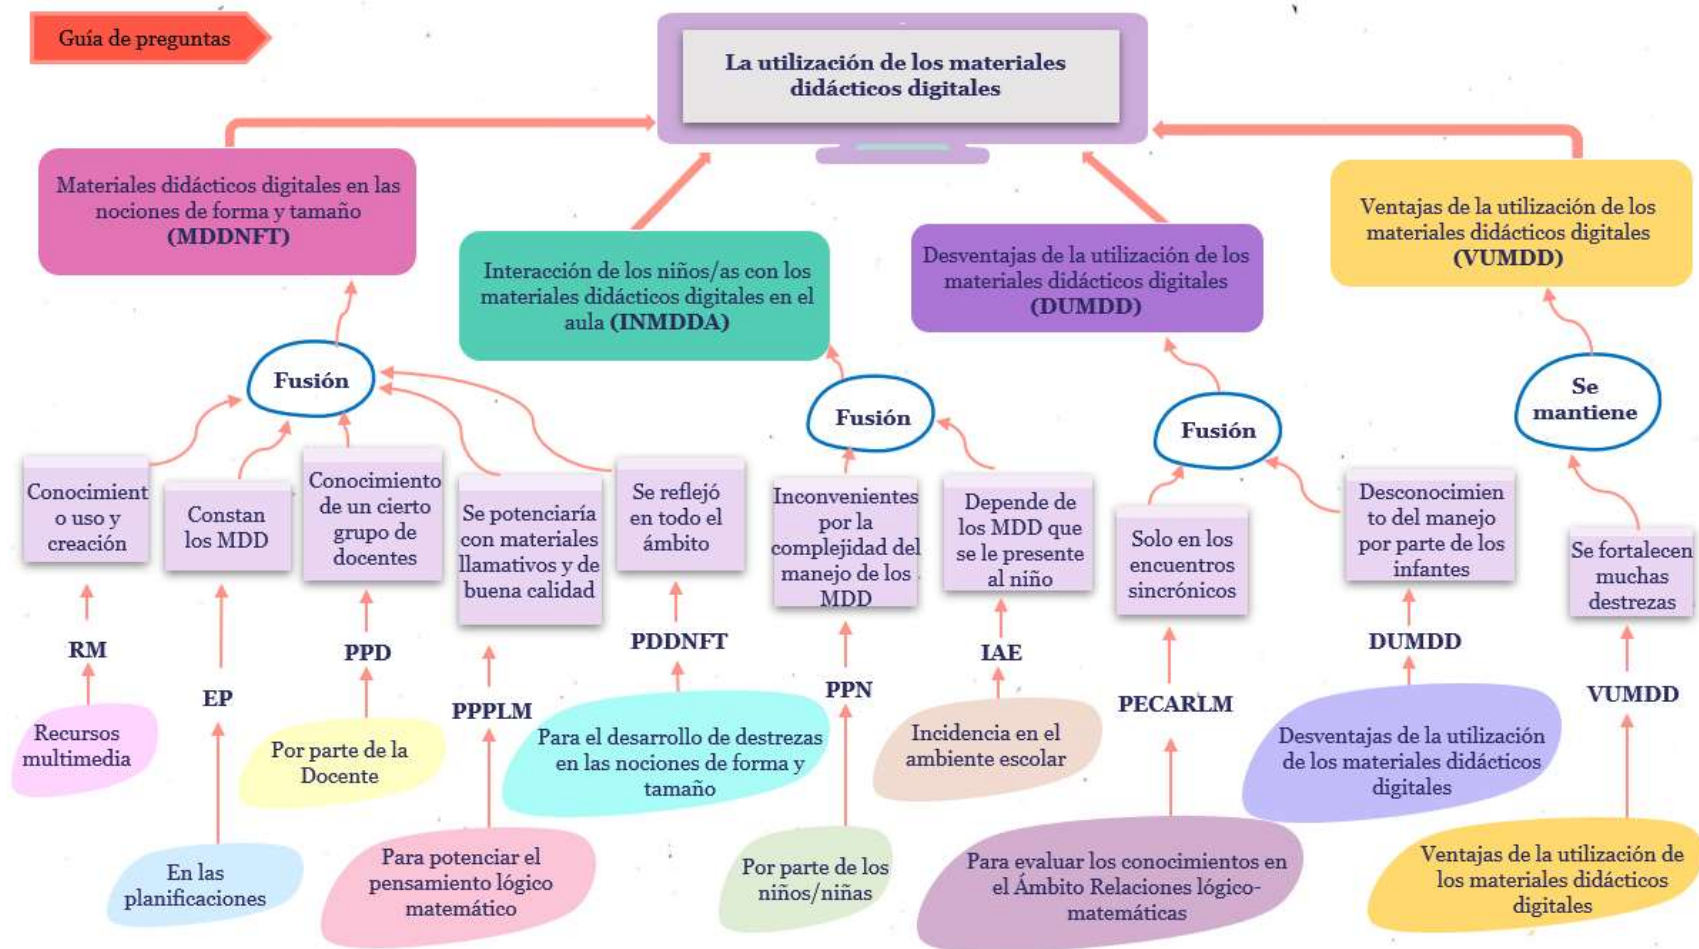 Guía de preguntas
La utilización de los materiales
didácticos digitales
Materiales didácticos digitales en las
nociones de forma y tamaño
(MDDNFT)
Interacción de los niños/as con los
materiales didácticos digitales en el
aula (INMDDA)
Desventajas de la utilización de los
materiales didácticos digitales
(DUMDD)
Ventajas de la utilización de los
materiales didácticos digitales
(VUMDD)
Fusión
Fusión
Fusión
Se
mantiene
Conocimient
o uso y
creación
Constan
los MDD
Conocimiento
de un cierto
grupo de
docentes
Se potenciaría
con materiales
llamativos y de
buena calidad
Se reflejó
en todo el
ámbito
Inconvenientes
por la
complejidad del
manejo de los
MDD
Depende de
los MDD que
se le presente
al niño
Solo en los
encuentros
sincrónicos
Desconocimien
to del manejo
por parte de los
infantes
Se fortalecen
muchas
destrezas
RM
EP
PPD
PPPLM
PDDNFT
PPN
IAE
PECARLM
DUMDD
VUMDD
Recursos
multimedia
En las
planificaciones
Por parte de la
Docente
Para potenciar el
pensamiento lógico
matemático
Para el desarrollo de destrezas
en las nociones de forma y
tamaño
Por parte de los
niños/niñas
Incidencia en el
ambiente escolar
Para evaluar los conocimientos en
el Ámbito Relaciones lógico-
matemáticas
Desventajas de la utilización
de los materiales didácticos
digitales
Ventajas de la utilización de
los materiales didácticos
digitales